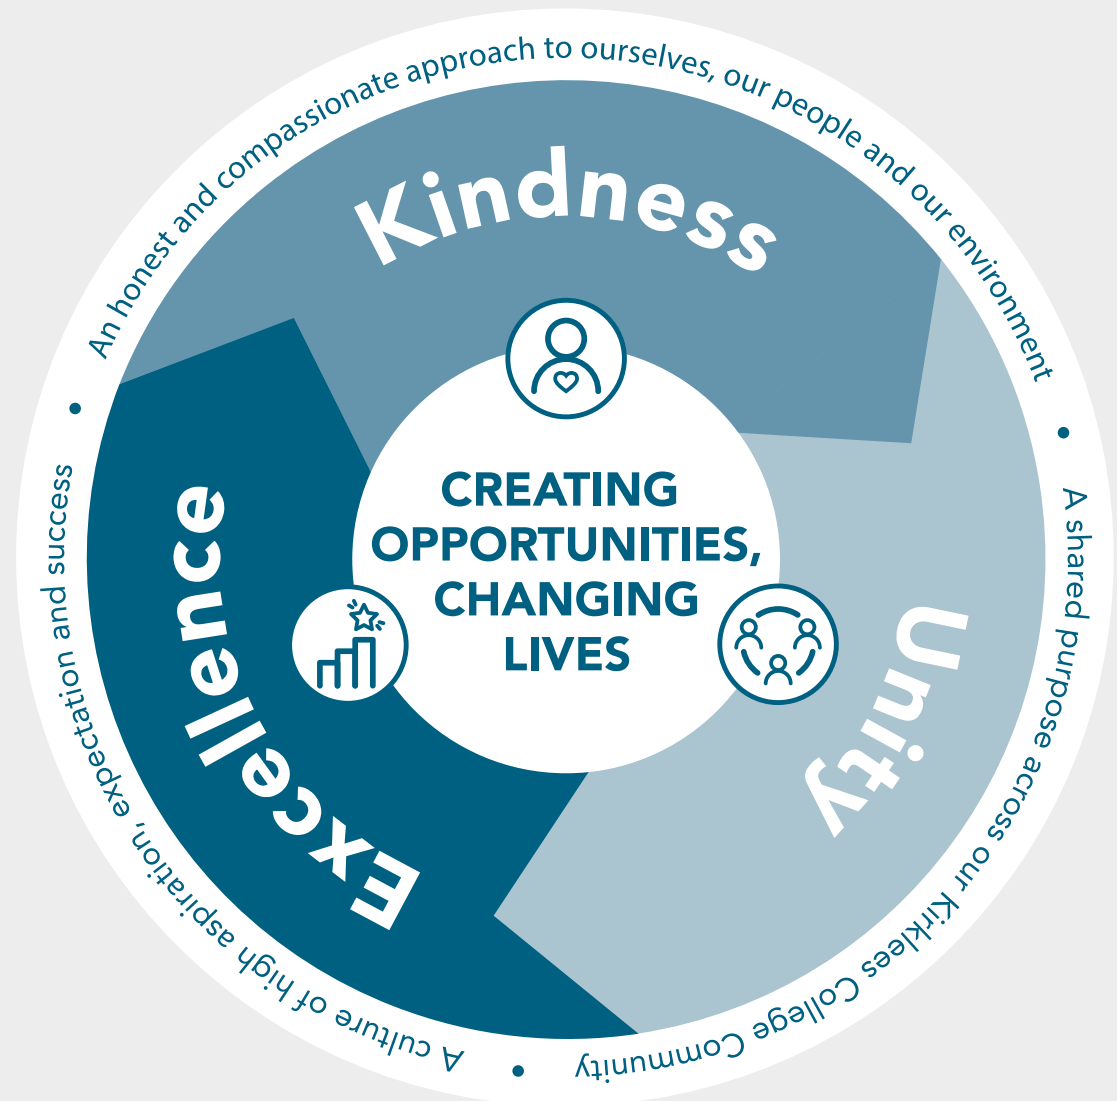 An honest and compassionate approach to ourselves, our people and our environment
•
A shared purpose across our Kirklees College Community
•
A culture of high aspiration, expectation and success
•
Kindness
Unity
Excellence
CREATING
OPPORTUNITIES,
CHANGING
LIVES